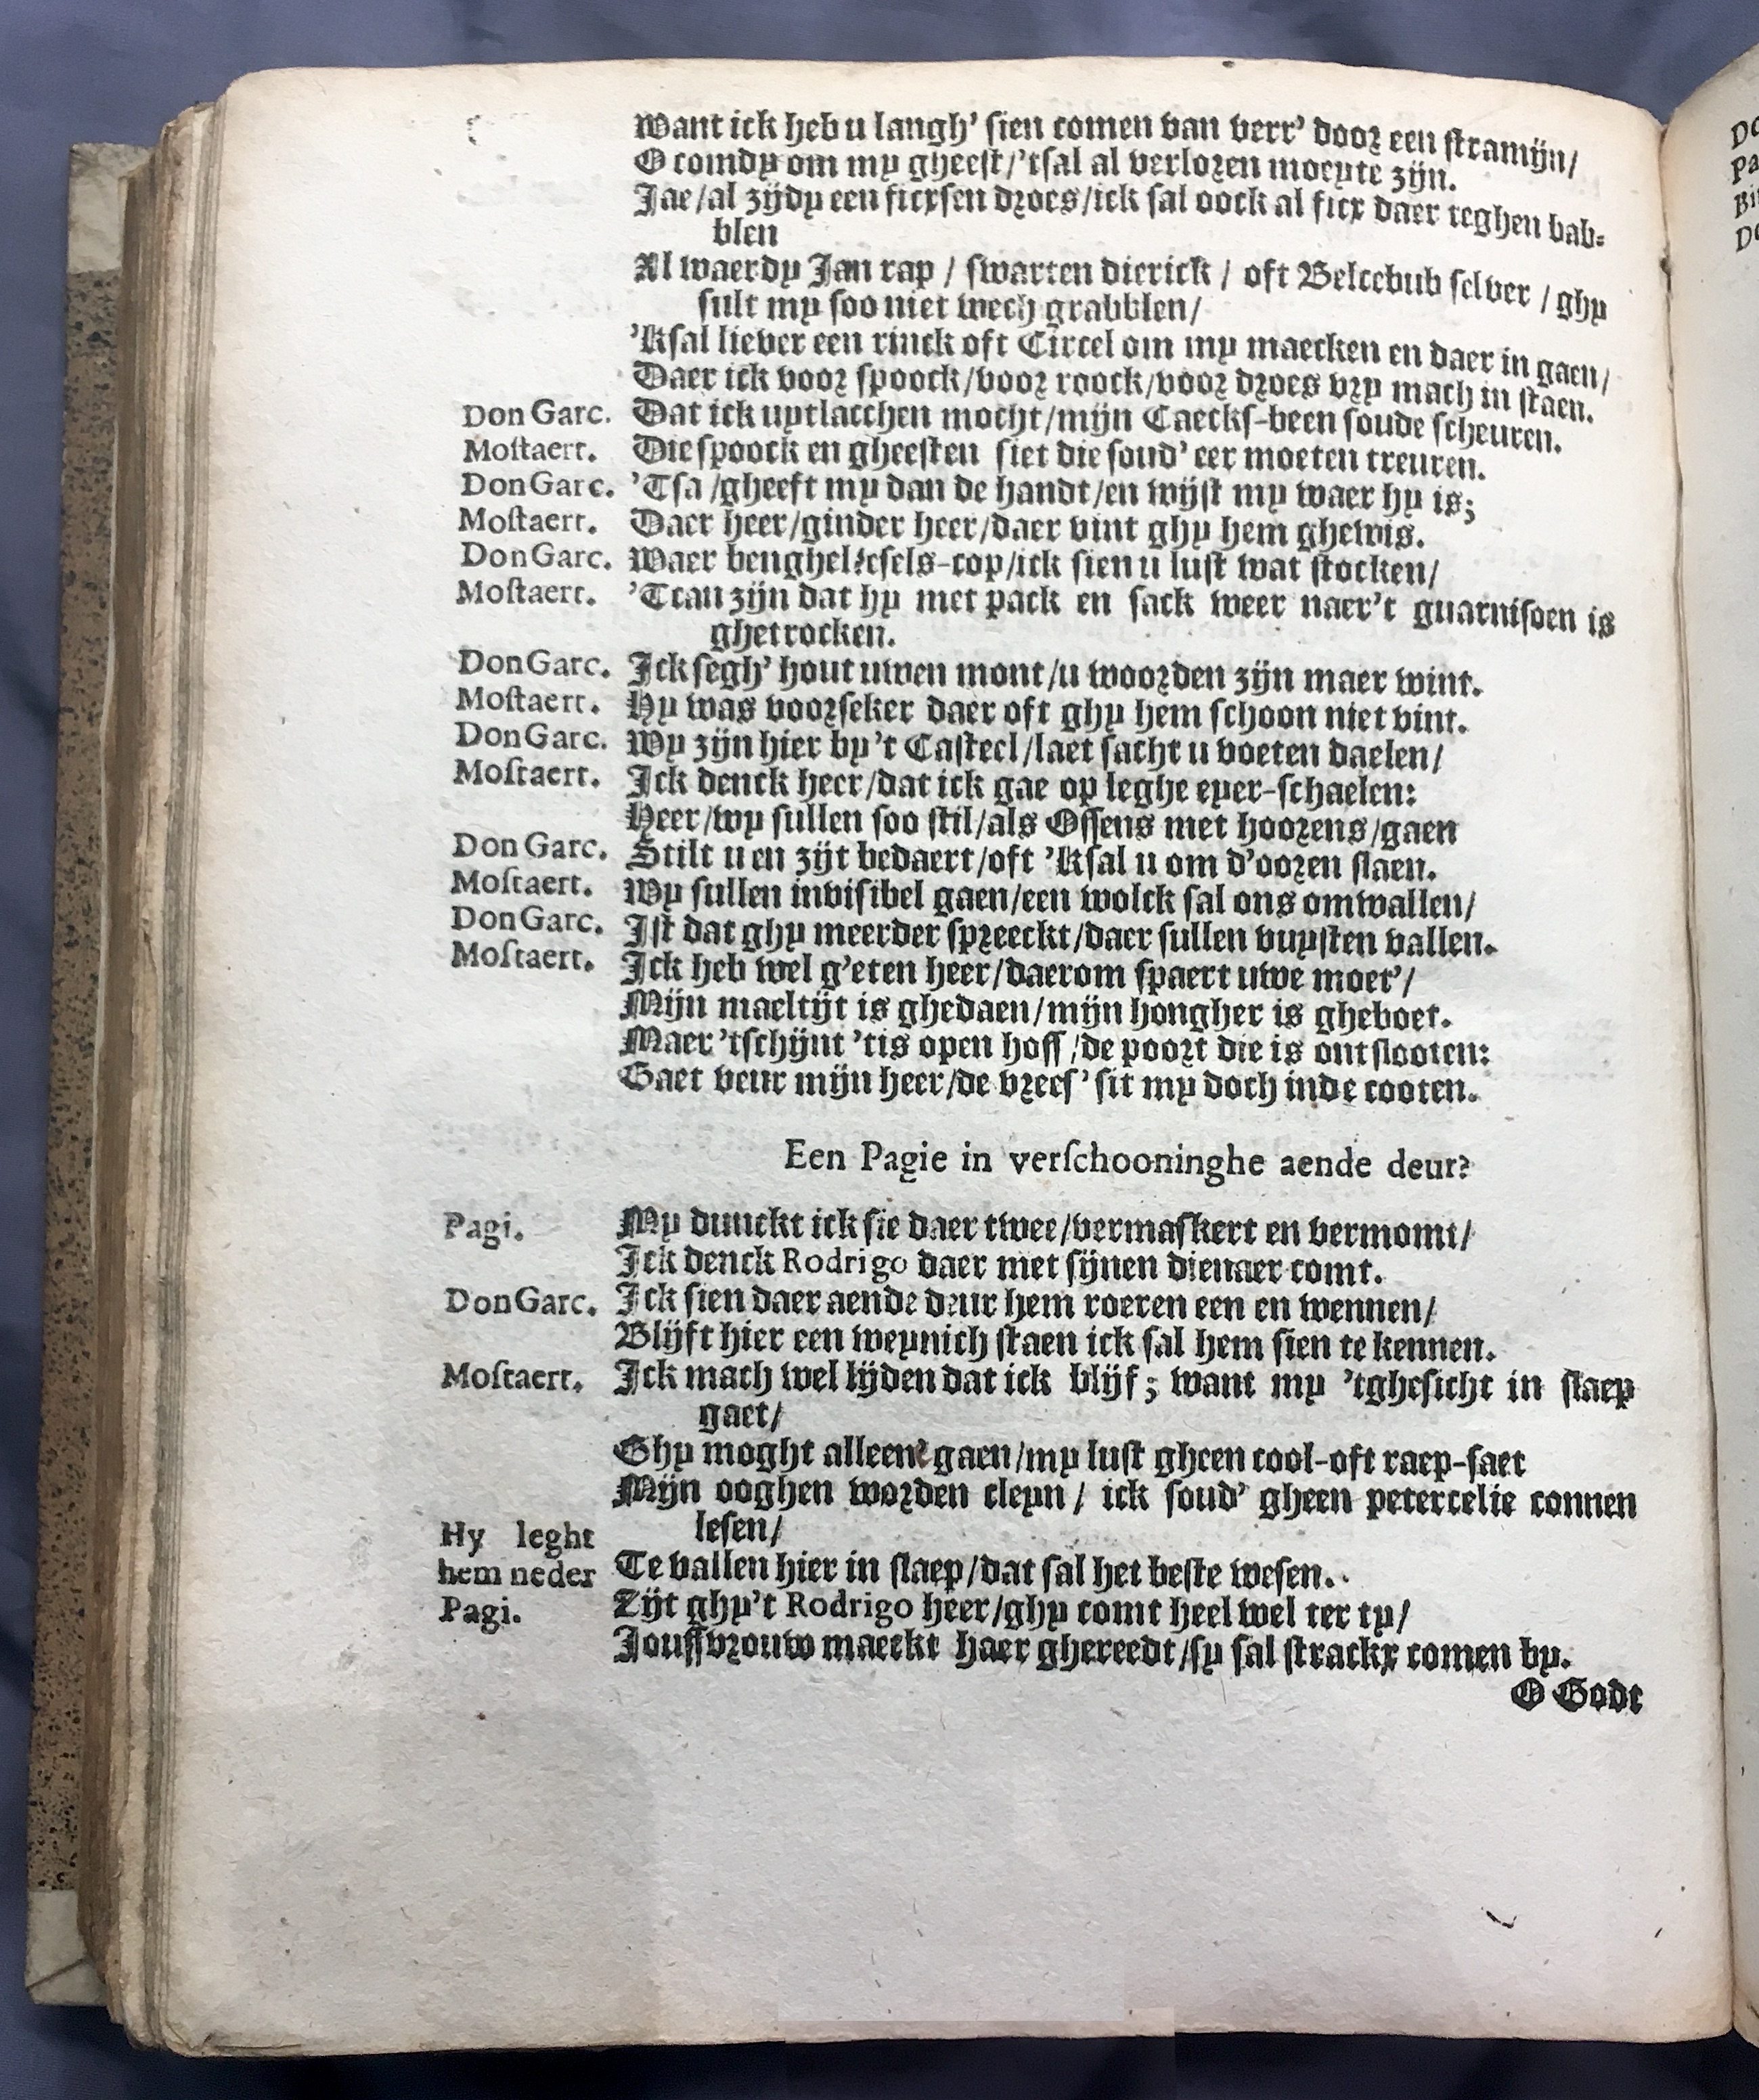 Want ick heb u langh' sien comen van verr' door een stramijn/
O comdy om my gheest/'tsal al verloren moeyte zijn.
Jae/al zijdy een ficxsen droes/ick sal oock al ficx daer teghen bab-
blen
Al waerdy Jan rap / swarten dierick / oft Belcebub selver / ghy
sult my soo niet wech grabblen/
'Ksal liever een rinck oft Circel om my maecken en daer in gaen/
Daer ick voor spoock/voor roock/voor droes vry mach in staen.
Don Garc. Dat ick uytlacchen mocht/mijn Caecks-been soude scheuren.
Mostaert. Die spoock en gheesten siet die soud' eer moeten treuren.
Don Garc. 'Tsa /gheeft my dan de handt/en wijst my waer hy is;
Mostaert. Daer heer/ginder heer/daer vint ghy hem ghewis.
Don Garc. Waer benghel?esels-cop/ick sien u lust wat stocken/
Mostaert. 'Tcan zijn dat hy met pack en sack weer naer't guarnisoen is
ghetrocken.
Don Garc. Ick segh' hout uwen mont/u woorden zijn maer wint.
Mostaert. Hy was voorseker daer oft ghy hem schoon niet vint.
Don Garc. Wy zijn hier by 't Casteel/laet sacht u voeten daelen/
Mostaert. Ick denck heer/dat ick gae op leghe eyer-schaelen:
Heer/wy sullen soo stil/als Ossens met hoorens/gaen
Don Garc. Stilt u en zijt bedaert/oft 'Ksal u om d'ooren slaen.
Mostaert. Wy sullen invisibel gaen/een wolck sal ons omwallen/
Don Garc. Ist dat ghy meerder spreeckt/daer sullen vuysten vallen.
Mostaert. Ick heb wel g'eten heer/daerom spaert uwe moet'/
Mijn maeltijt is ghedaen/mijn hongher is gheboet.
Maer 'tschijnt 'tis open hoff/de poort die is ontslooten:
Gaet veur mijn heer/de vrees' sit my doch inde cooten.
Een Pagie in verschooninghe aende deur?
Pagi. My dunckt ick sie daer twee/vermaskert en vermomt/
Ick denck Rodrigo daer met sijnen dienaer comt.
Don Garc. Ick sien daer aende deur hem roeren een en wennen/
Blijft hier een weynich staen ick sal hem sien te kennen.
Mostaert. Ick mach wel lijden dat ick blijf; want my 'tghesicht in slaep
gaet/
Ghy moght alleen gaen/my lust gheen cool-oft raep-saet
Mijn ooghen worden cleyn / ick soud' gheen petercelie connen
lesen/
Hy leght
hem neder Te vallen hier in slaep/dat sal het beste wesen.
Pagi. Zijt ghy't Rodrigo heer/ghy comt heel wel ter ty/
Jouffvrouw maeckt haer ghereedt/sy sal strackx comen by.
O Godt